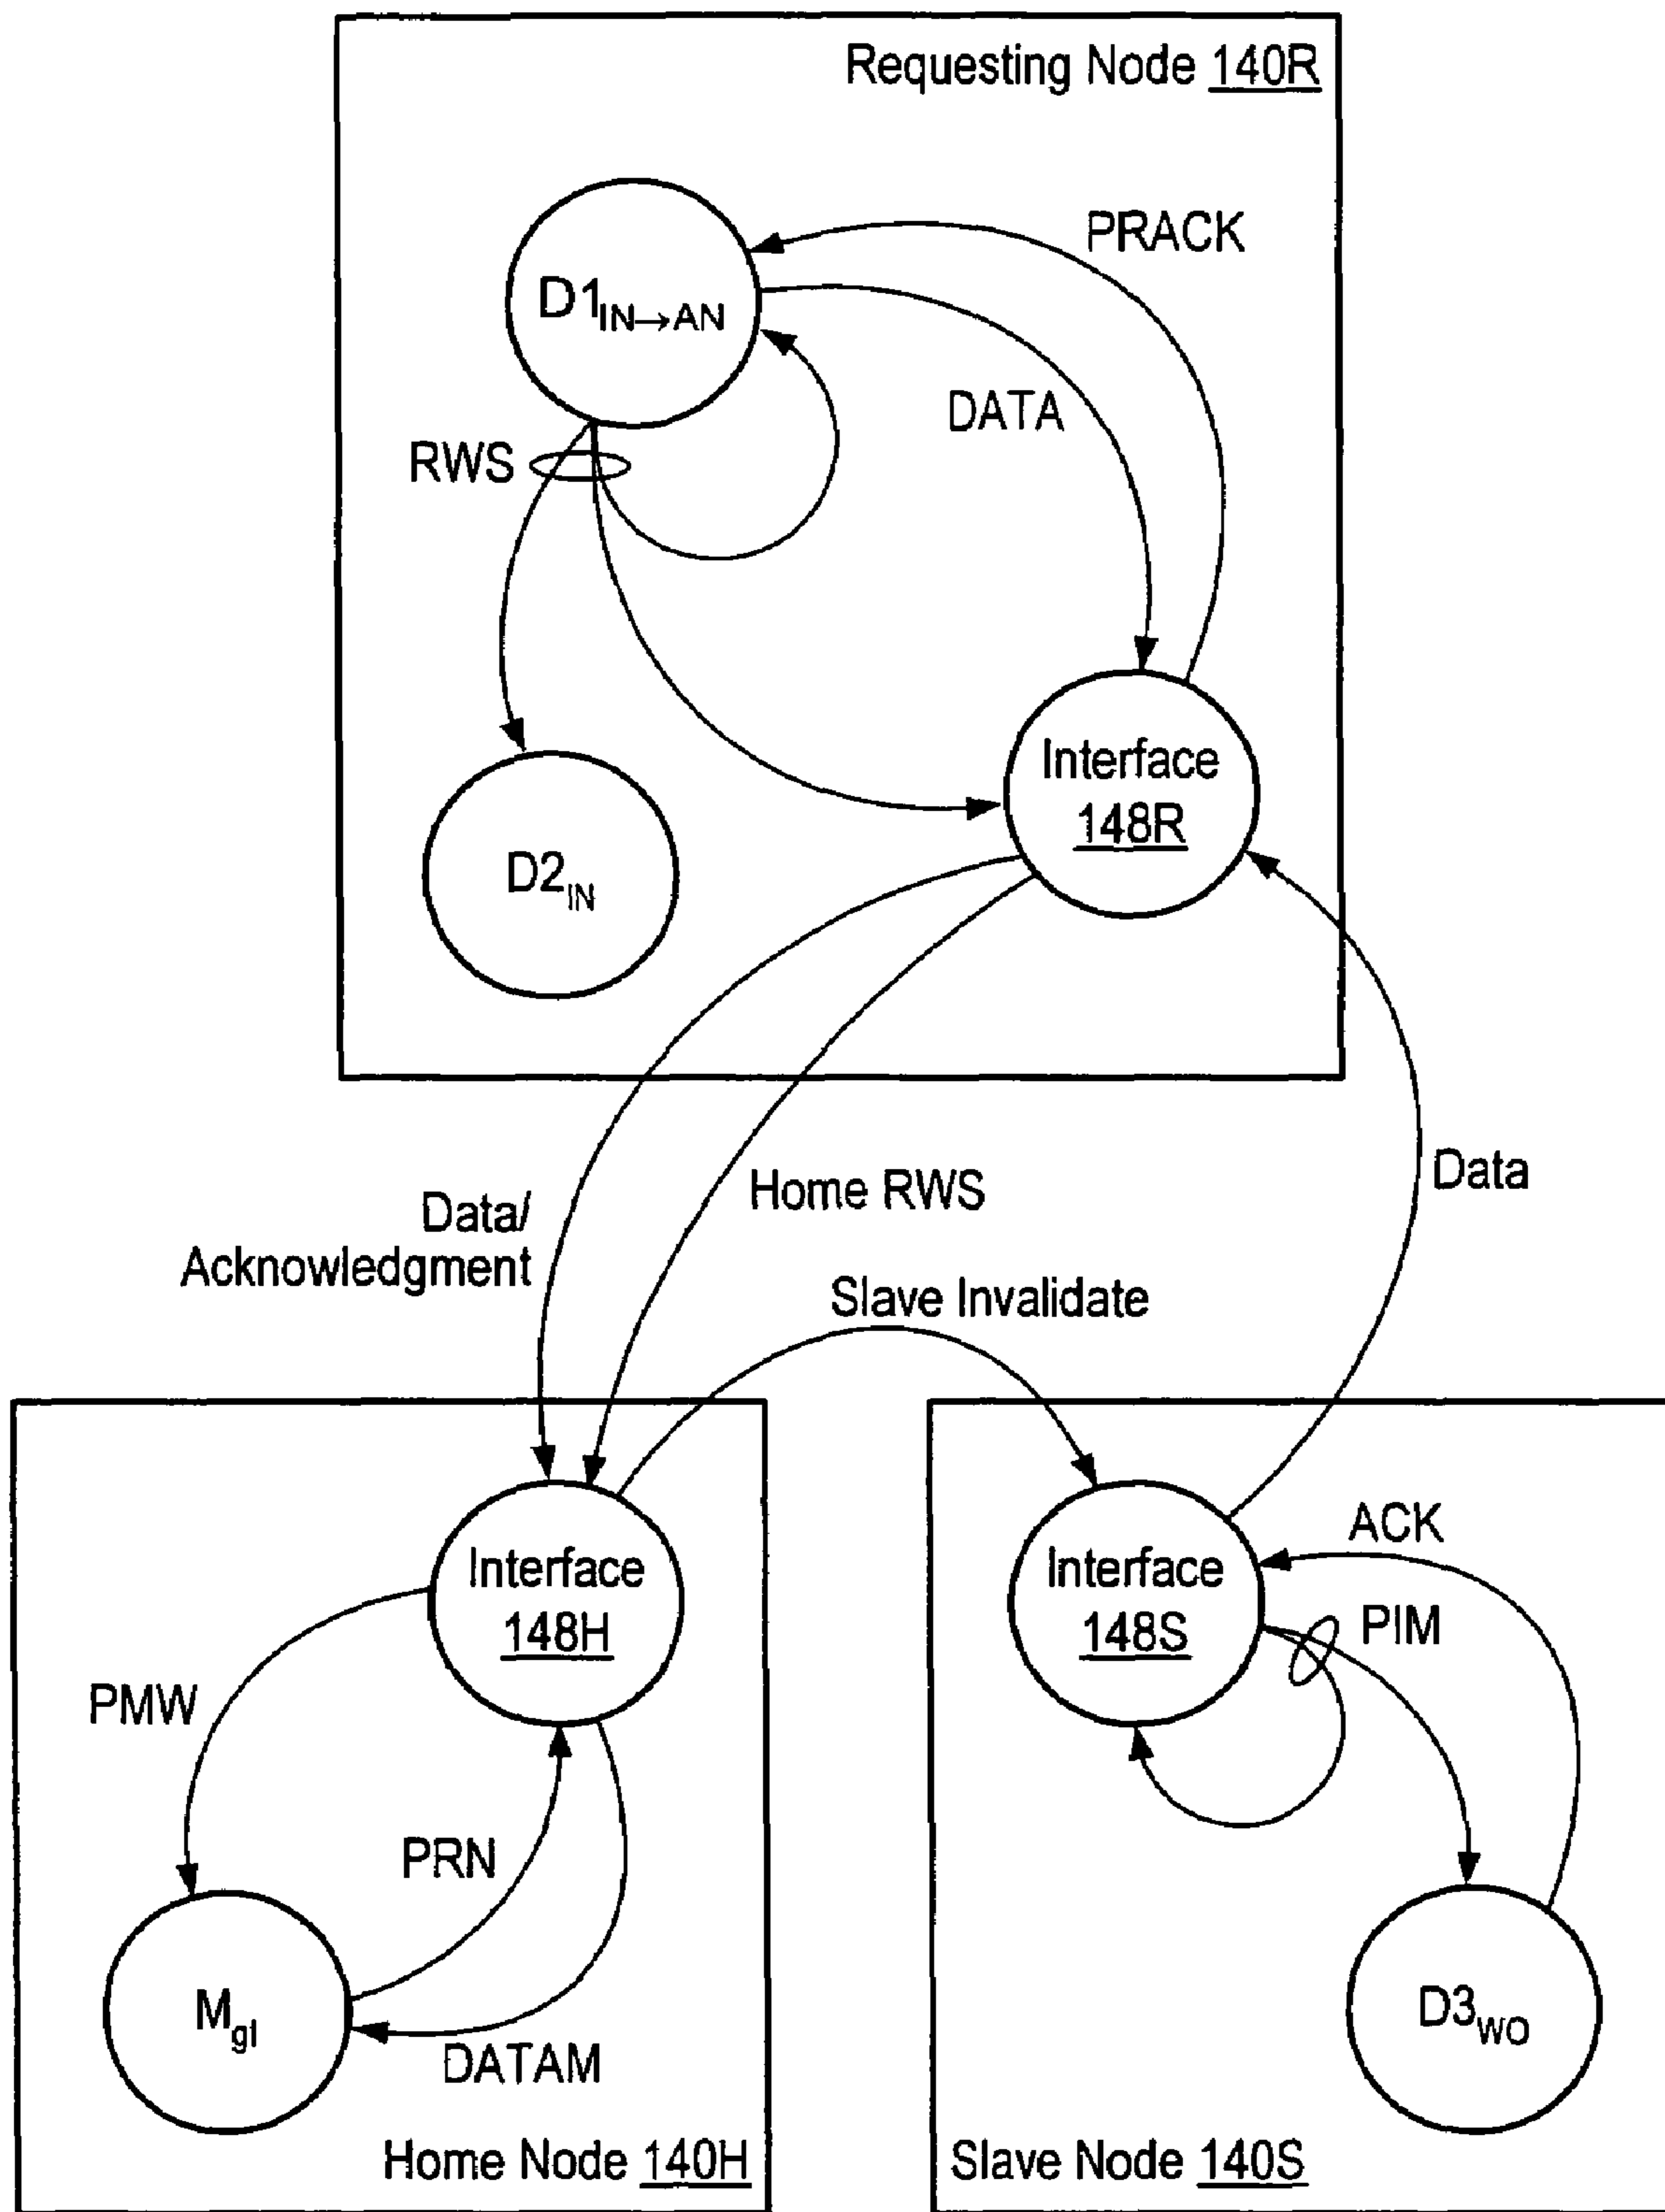 Requesting Node 140R
PRACK
D1IN→AN
DATA
RWS
Interface
148R
D2IN
Home RWS
Data
Data/
Acknowledgment
Slave Invalidate
Interface
148H
Interface
148S
ACK
PIM
PMW
PRN
Mgl
DATAM
D3WO
Home Node 140H
Slave Node 140S